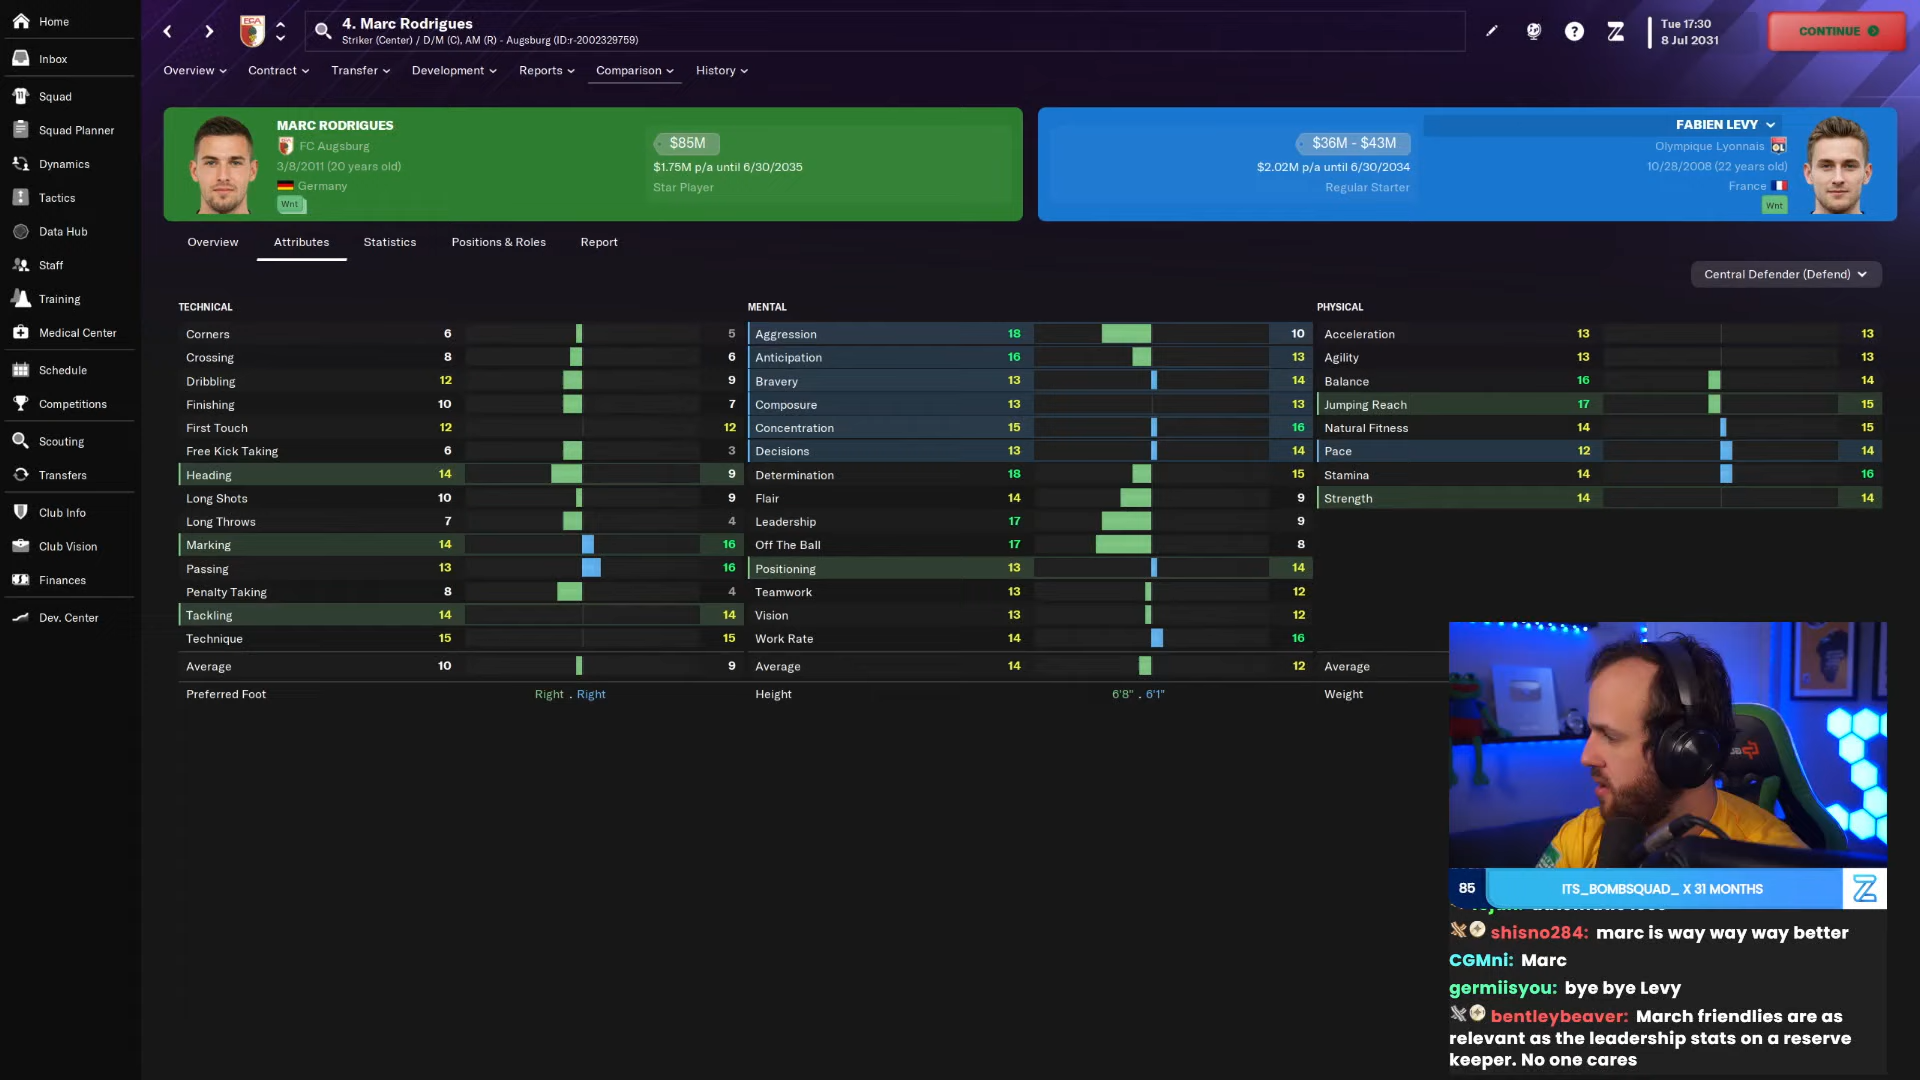 Home
Inbox
Squad
Squad Planner
Dynamics
Tactics
Data Hub
Staff
Training
Medical Center
Schedule
Competitions
Scouting
Transfers
Club Info
Club Vision
Finances
Dev. Center
4. Marc Rodrigues
Striker (Center) / D/M (C), AM (R) - Augsburg (ID:r-2002329759)
Tue 17:30
8 Jul 2031
CONTINUE
Overview Contract Transfer Development Reports Comparison History
MARC RODRIGUES
FC Augsburg
3/8/2011 (20 years old)
Germany
Wnt
$85M
$1.75M p/a until 6/30/2035
Star Player
$36M - $43M
$2.02M p/a until 6/30/2034
Regular Starter
FABIEN LEVY
Olympique Lyonnais
10/28/2008 (22 years old)
France
Wnt
Overview Attributes Statistics Positions & Roles Report
Central Defender (Defend)
TECHNICAL
Corners 6 5
Crossing 8 6
Dribbling 12 9
Finishing 10 7
First Touch 12 12
Free Kick Taking 6 3
Heading 14 9
Long Shots 10 9
Long Throws 7 4
Marking 14 16
Passing 13 16
Penalty Taking 8 4
Tackling 14 14
Technique 15 15
Average 10 9
Preferred Foot Right . Right
MENTAL
Aggression 18 10
Anticipation 16 13
Bravery 13 14
Composure 13 13
Concentration 15 16
Decisions 13 14
Determination 18 15
Flair 14 9
Leadership 17 9
Off The Ball 17 8
Positioning 13 14
Teamwork 13 12
Vision 13 12
Work Rate 14 16
Average 14 12
Height 6'8" . 6'1"
PHYSICAL
Acceleration 13 13
Agility 13 13
Balance 16 14
Jumping Reach 17 15
Natural Fitness 14 15
Pace 12 14
Stamina 14 16
Strength 14 14
Average
Weight
85 ITS_BOMBSQUAD_ X 31 MONTHS
shisno284: marc is way way way better
CGMni: Marc
germiisyou: bye bye Levy
bentleybeaver: March friendlies are as
relevant as the leadership stats on a reserve
keeper. No one cares